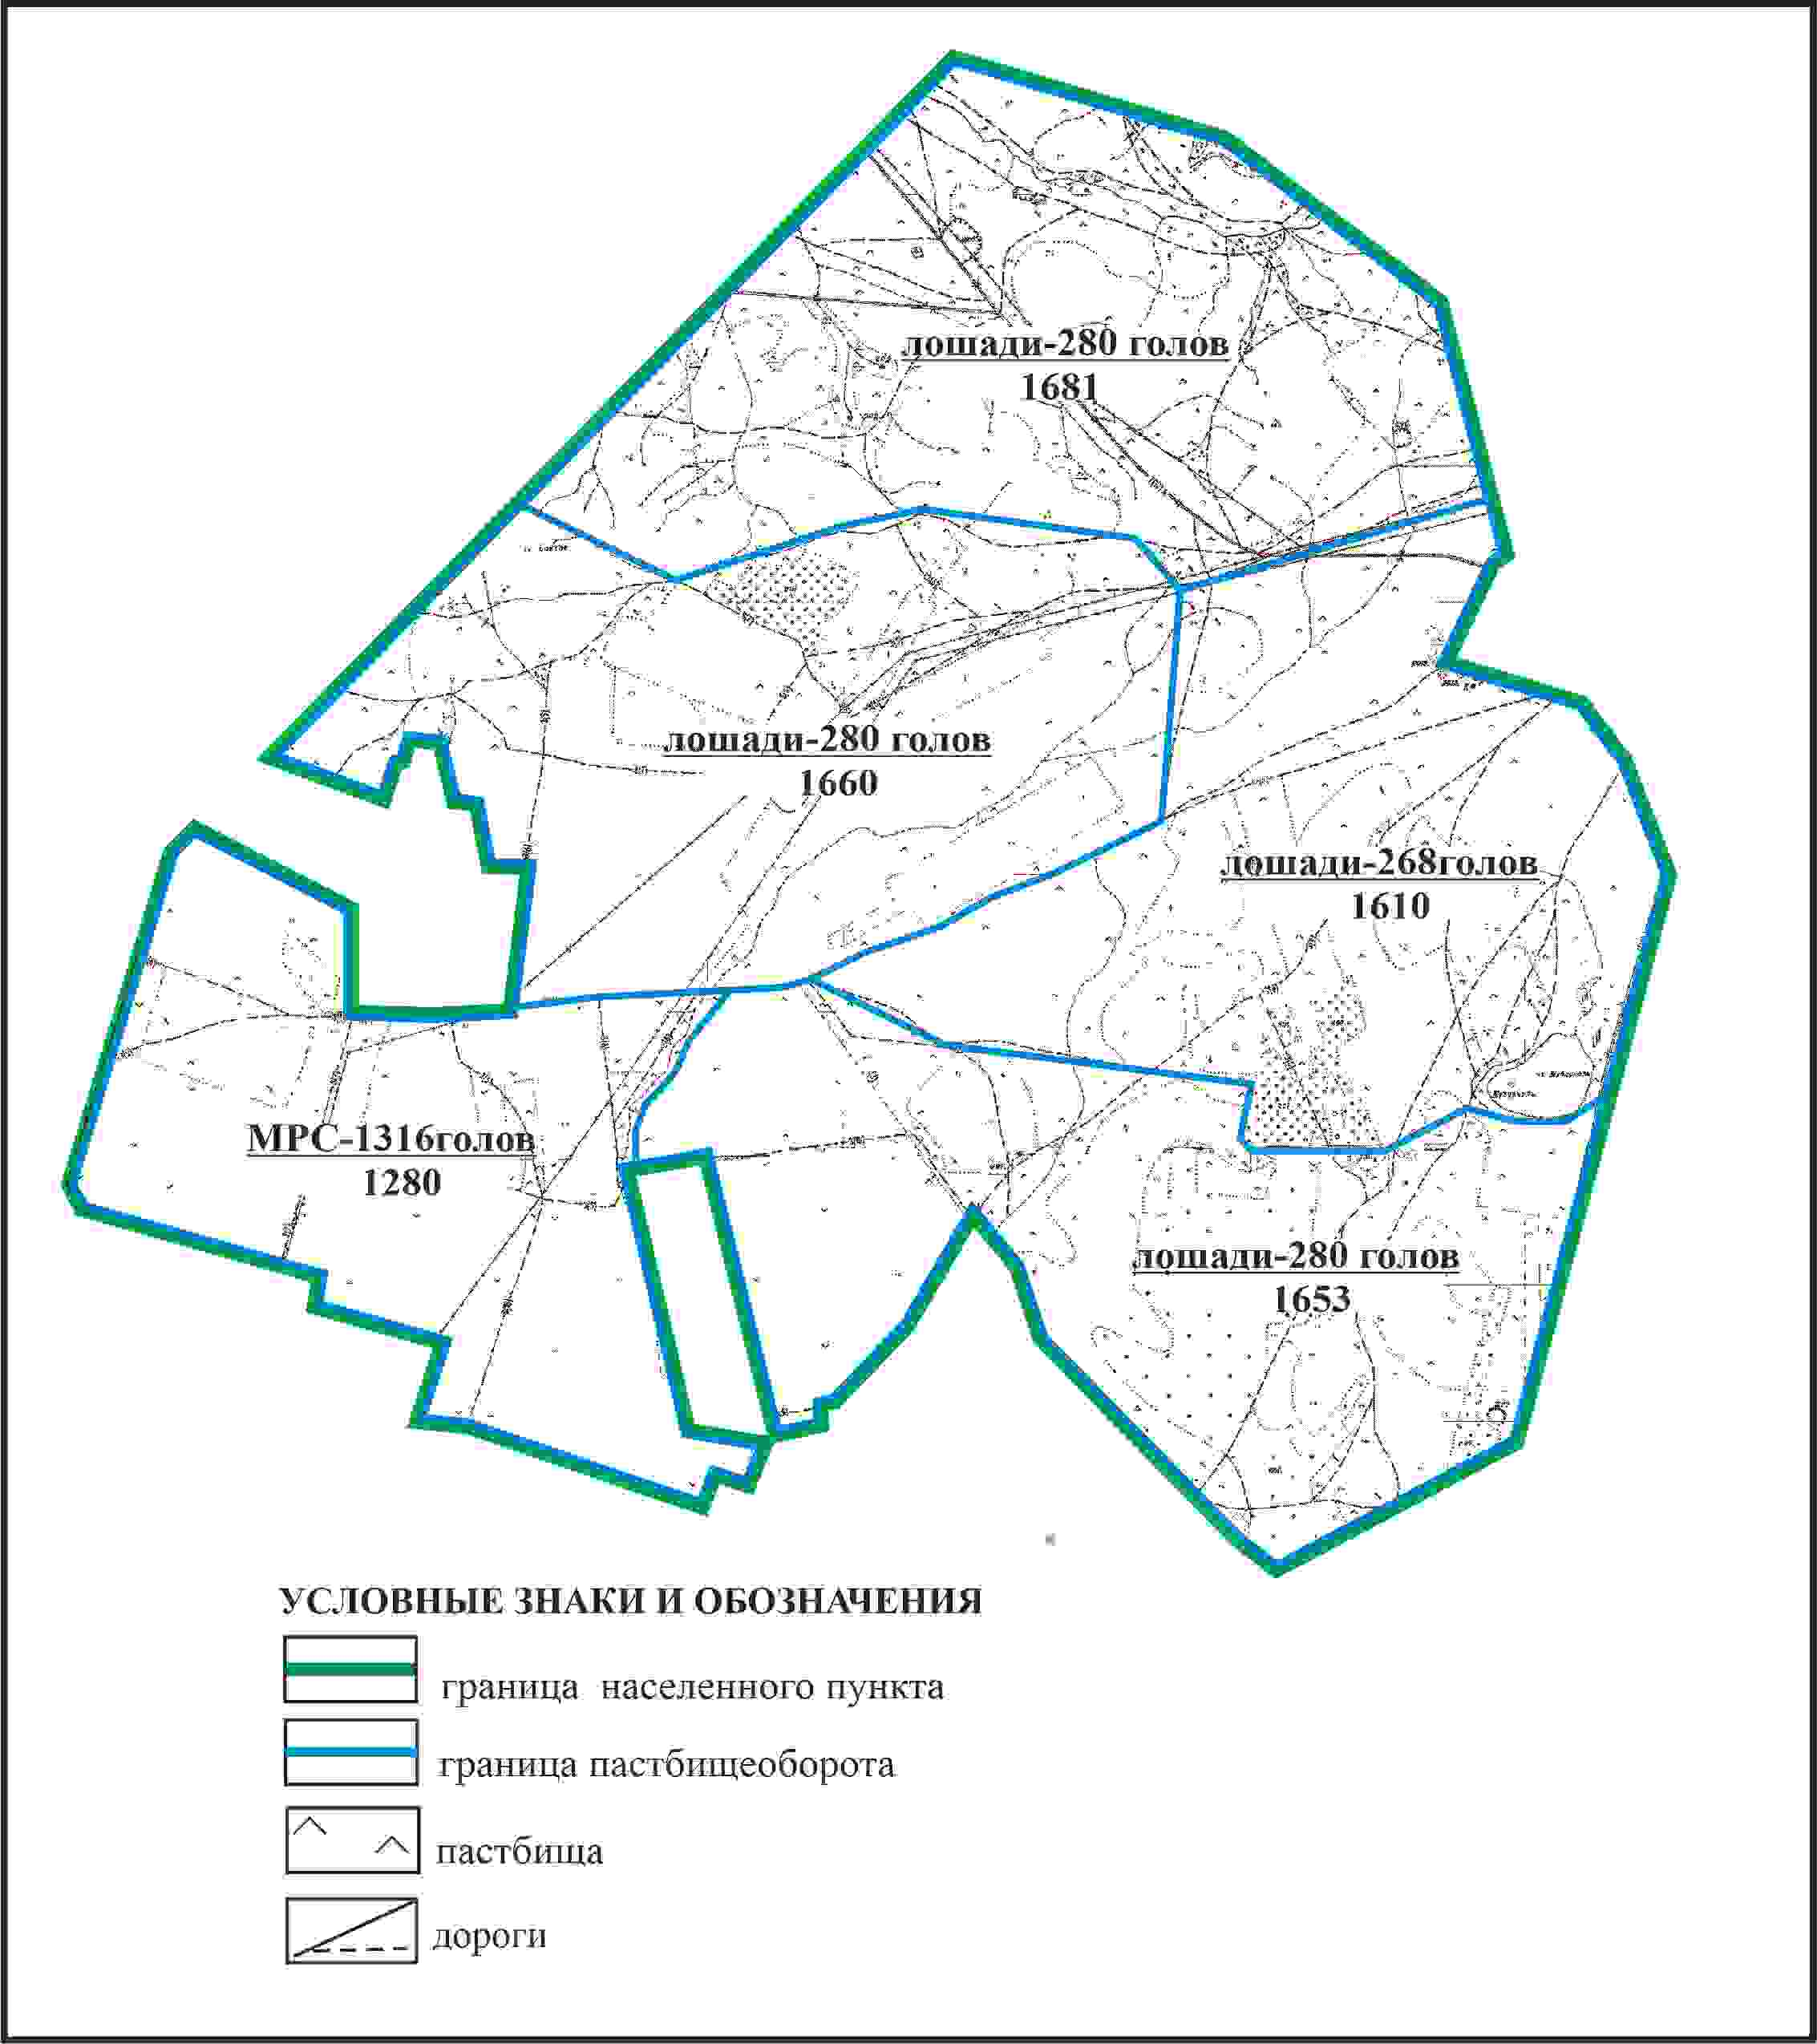 лошади-280 голов
1681
лошади-280 голов
1660
лошади-268голов
1610
МРС-1316голов
1280
лошади-280 голов
1653
УСЛОВНЫЕ ЗНАКИ И ОБОЗНАЧЕНИЯ
граница населенного пункта
граница пастбищеоборота
пастбища
дороги